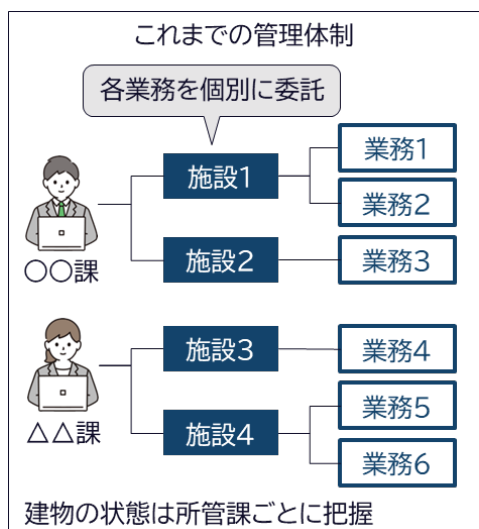 これまでの管理体制
各業務を個別に委託
施設1
業務1
業務2
施設2
業務3
〇〇課
施設3
業務4
施設4
業務5
業務6
△△課
建物の状態は所管課ごとに把握